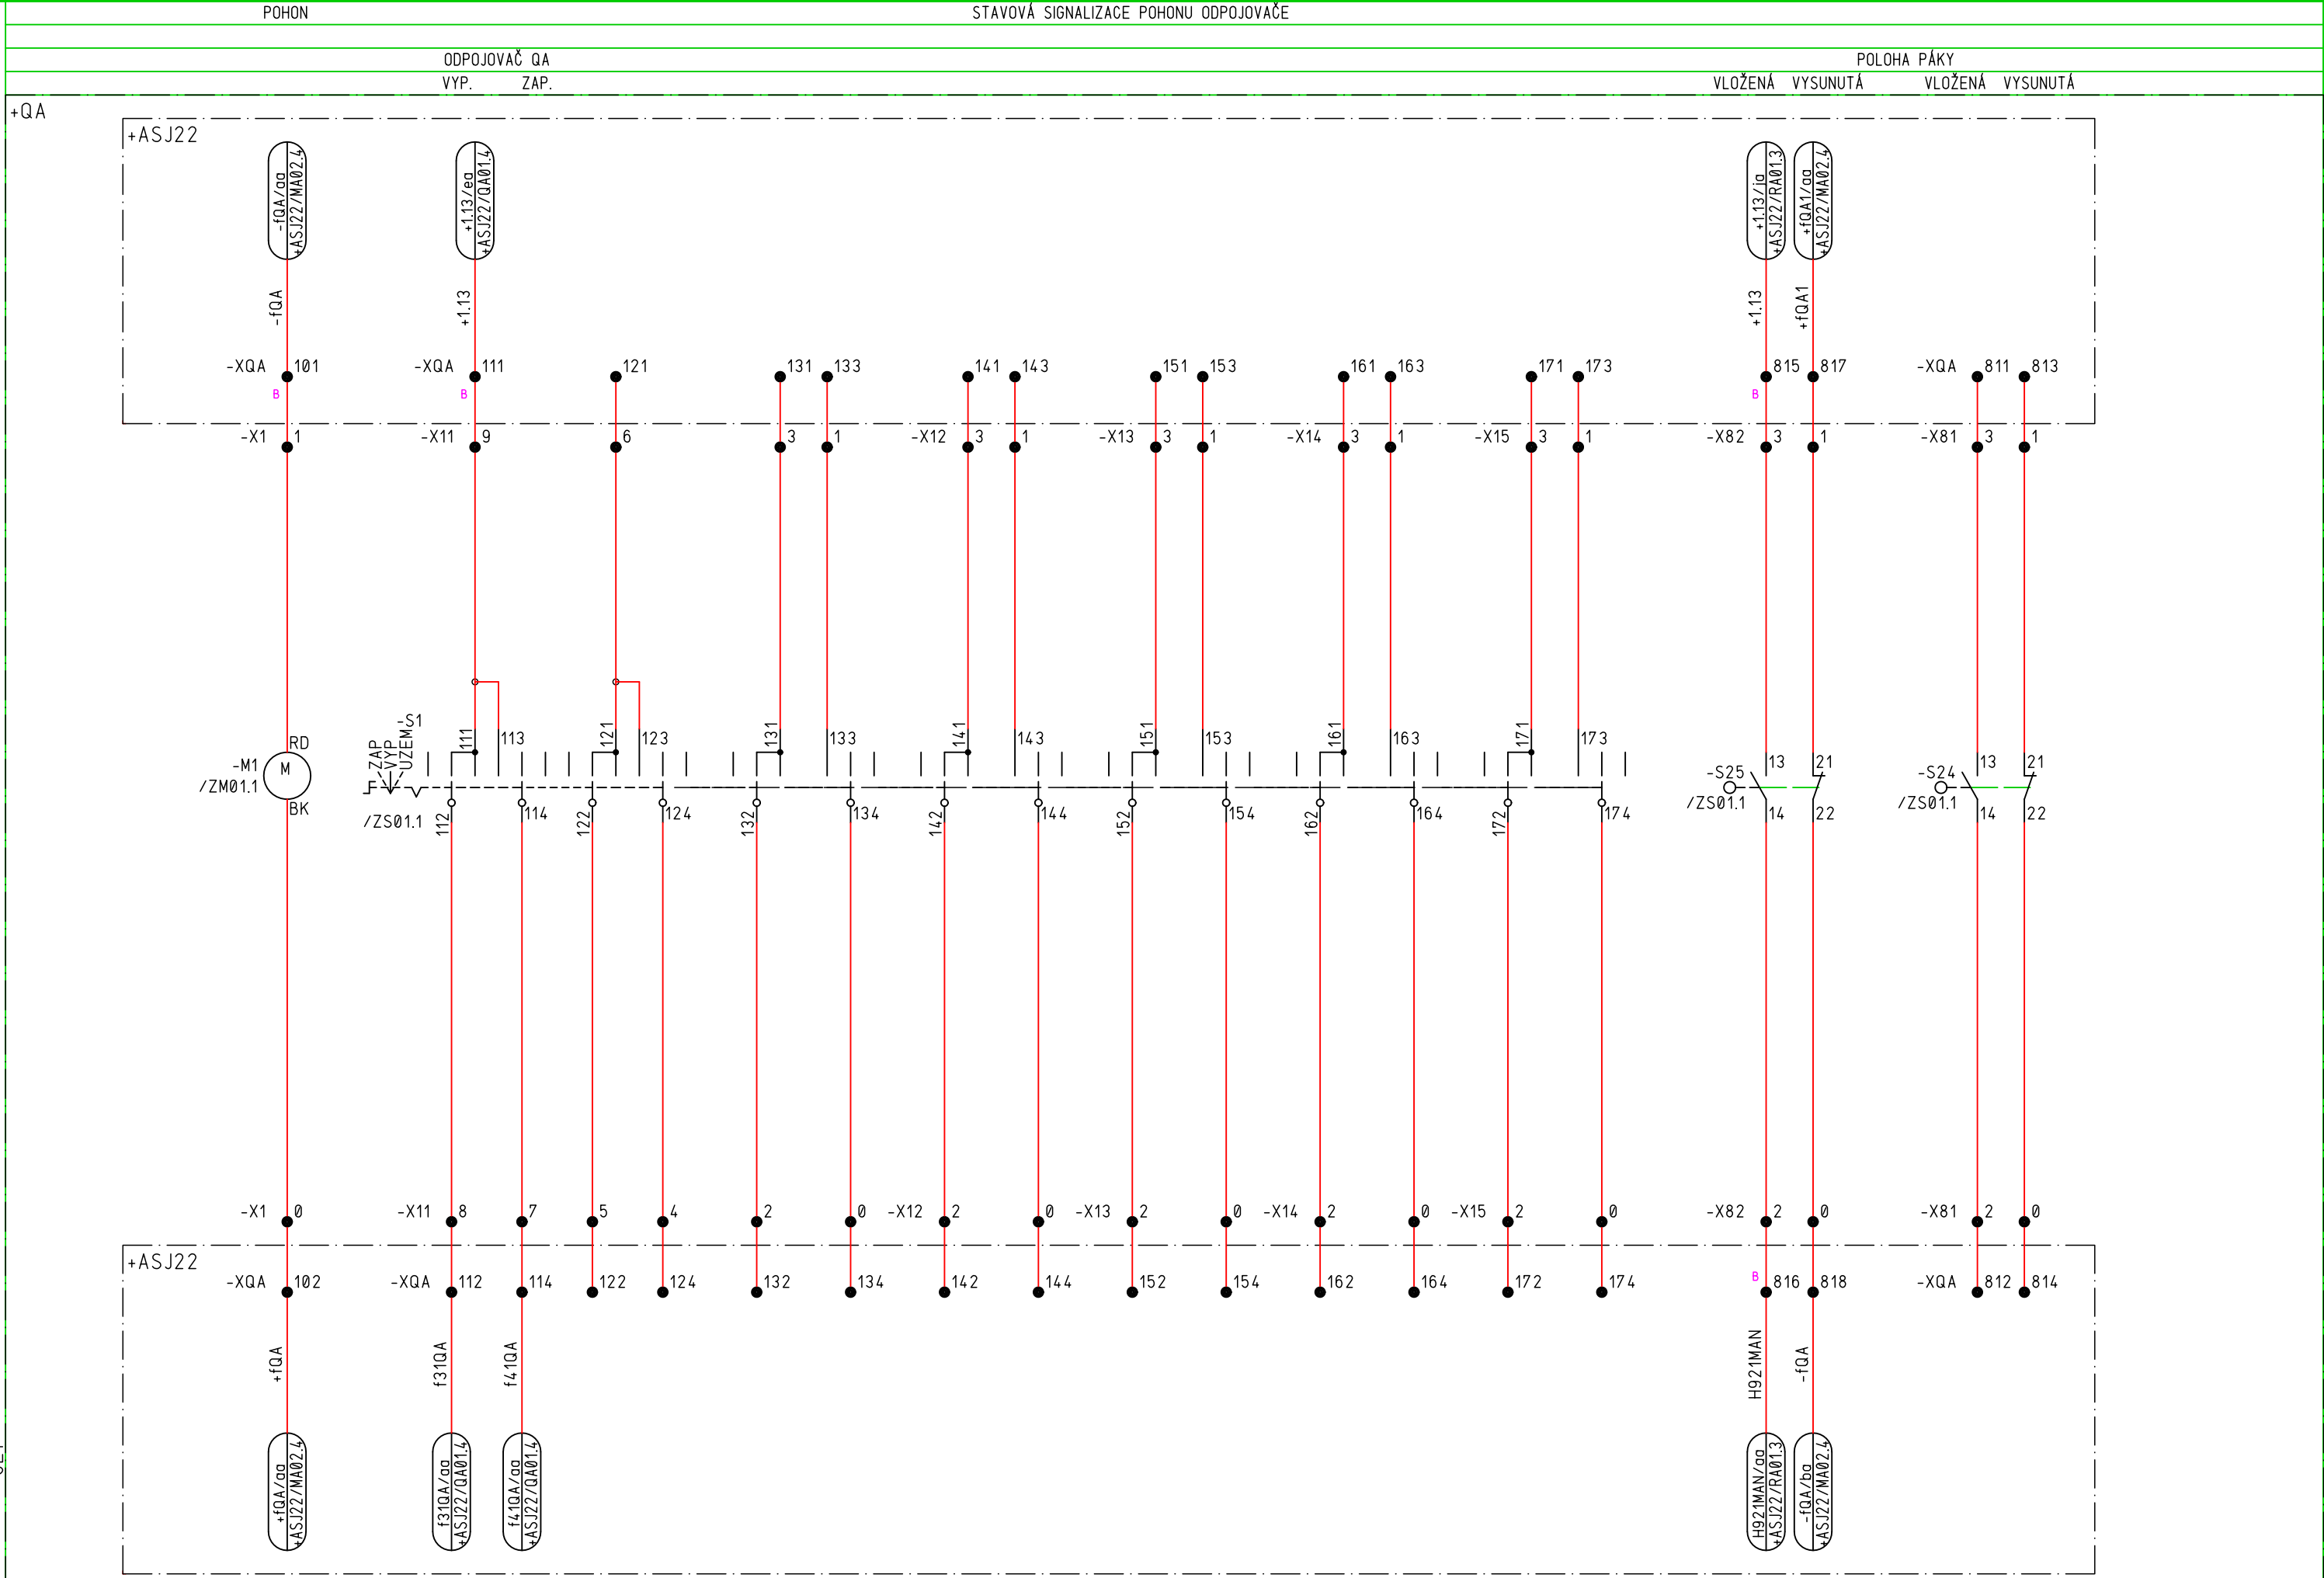 POHON STAVOVÁ SIGNALIZACE POHONU ODPOJOVAČE
ODPOJOVAČ QA POLOHA PÁKY
VYP. ZAP. VLOŽENÁ VYSUNUTÁ VLOŽENÁ VYSUNUTÁ
+QA
+ASJ22
-fQA/aa
+ASJ22/MA02.4
+1.13/ea
+ASJ22/QA01.4
+1.13/ja
+ASJ22/RA01.3
+fQA1/aa
+ASJ22/MA02.4
-fQA +1.13 +1.13 +fQA1
-XQA 101 -XQA 111 121 131 133 141 143 151 153 161 163 171 173 815 817 -XQA 811 813
B B B
-X1 1 -X11 9 6 3 1 -X12 3 1 -X13 3 1 -X14 3 1 -X15 3 1 -X82 3 1 -X81 3 1
-S1
ZAP
VYP
UZEM
RD 111 113 121 123 131 133 141 143 151 153 161 163 171 173 13 21 13 21
-M1 M -S25 -S24
/ZM01.1 /ZS01.1 /ZS01.1
BK /ZS01.1 112 114 122 124 132 134 142 144 152 154 162 164 172 174 14 22 14 22
-X1 0 -X11 8 7 5 4 2 0 -X12 2 0 -X13 2 0 -X14 2 0 -X15 2 0 -X82 2 0 -X81 2 0
+ASJ22
B
-XQA 102 -XQA 112 114 122 124 132 134 142 144 152 154 162 164 172 174 816 818 -XQA 812 814
+fQA f31QA f41QA H921MAN -fQA
+fQA/aa
+ASJ22/MA02.4
f31QA/aa
+ASJ22/QA01.4
f41QA/aa
+ASJ22/QA01.4
H921MAN/aa
+ASJ22/RA01.3
-fQA/ba
+ASJ22/MA02.4